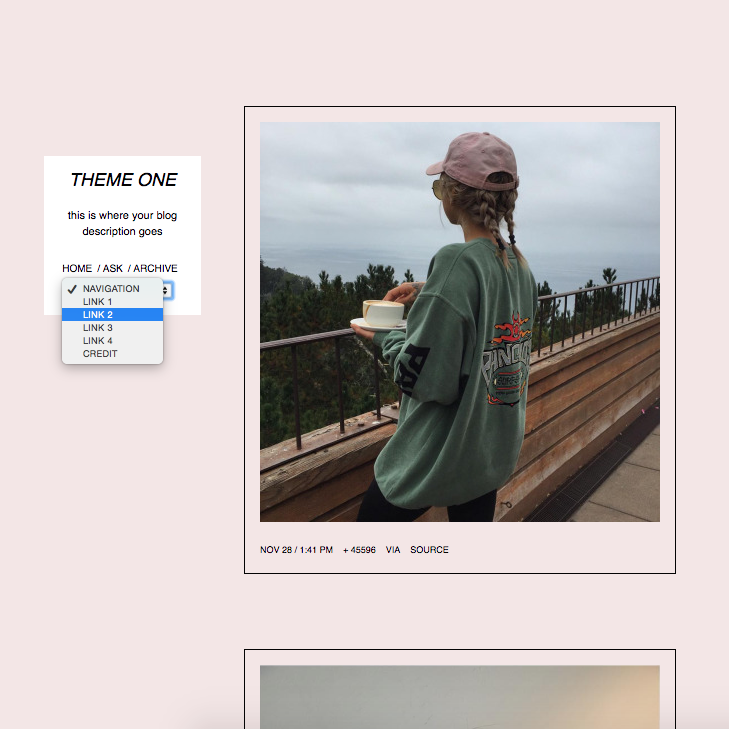 THEME ONE
this is where your blog
description goes
HOME / ASK / ARCHIVE
NAVIGATION
LINK 1
LINK 2
LINK 3
LINK 4
CREDIT
NOV 28 / 1:41 PM + 45596 VIA SOURCE